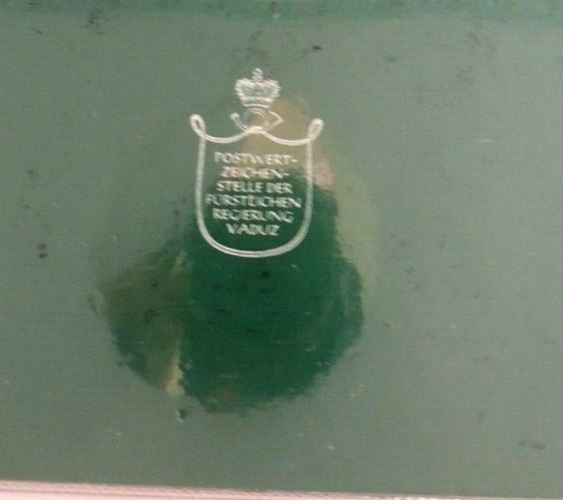 POSTWERT-
ZEICHEN-
STELLE DER
FÜRSTLICHEN
REGIERUNG
VADUZ